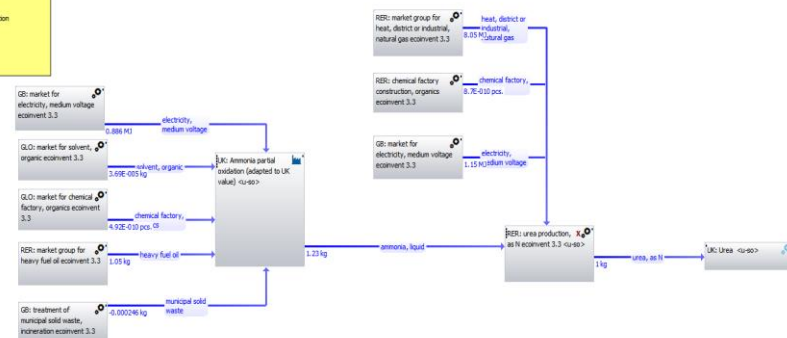 tion
GB: market for
electricity, medium voltage
ecoinvent 3.3
0.886 MJ
electricity,
medium voltage
GLO: market for solvent,
organic ecoinvent 3.3
3.69E-005 kg
solvent, organic
GLO: market for chemical
factory, organics ecoinvent
3.3
4.92E-010 pcs.
chemical factory,
cs
RER: market group for
heavy fuel oil ecoinvent 3.3
1.05 kg
heavy fuel oil
GB: treatment of
municipal solid waste,
incineration ecoinvent 3.3
-0.000246 kg
municipal solid
waste
UK: Ammonia partial
oxidation (adapted to UK
value) <u-so>
1.23 kg
ammonia, liquid
RER: market group for
heat, district or industrial,
natural gas ecoinvent 3.3
8.05 MJ
heat, district or
industrial,
natural gas
RER: chemical factory
construction, organics
ecoinvent 3.3
8.7E-010 pcs.
chemical factory,
GB: market for
electricity, medium voltage
ecoinvent 3.3
1.15 MJ
electricity,
medium voltage
RER: urea production,
as N ecoinvent 3.3 <u-so>
X
1 kg
urea, as N
UK: Urea <u-so>